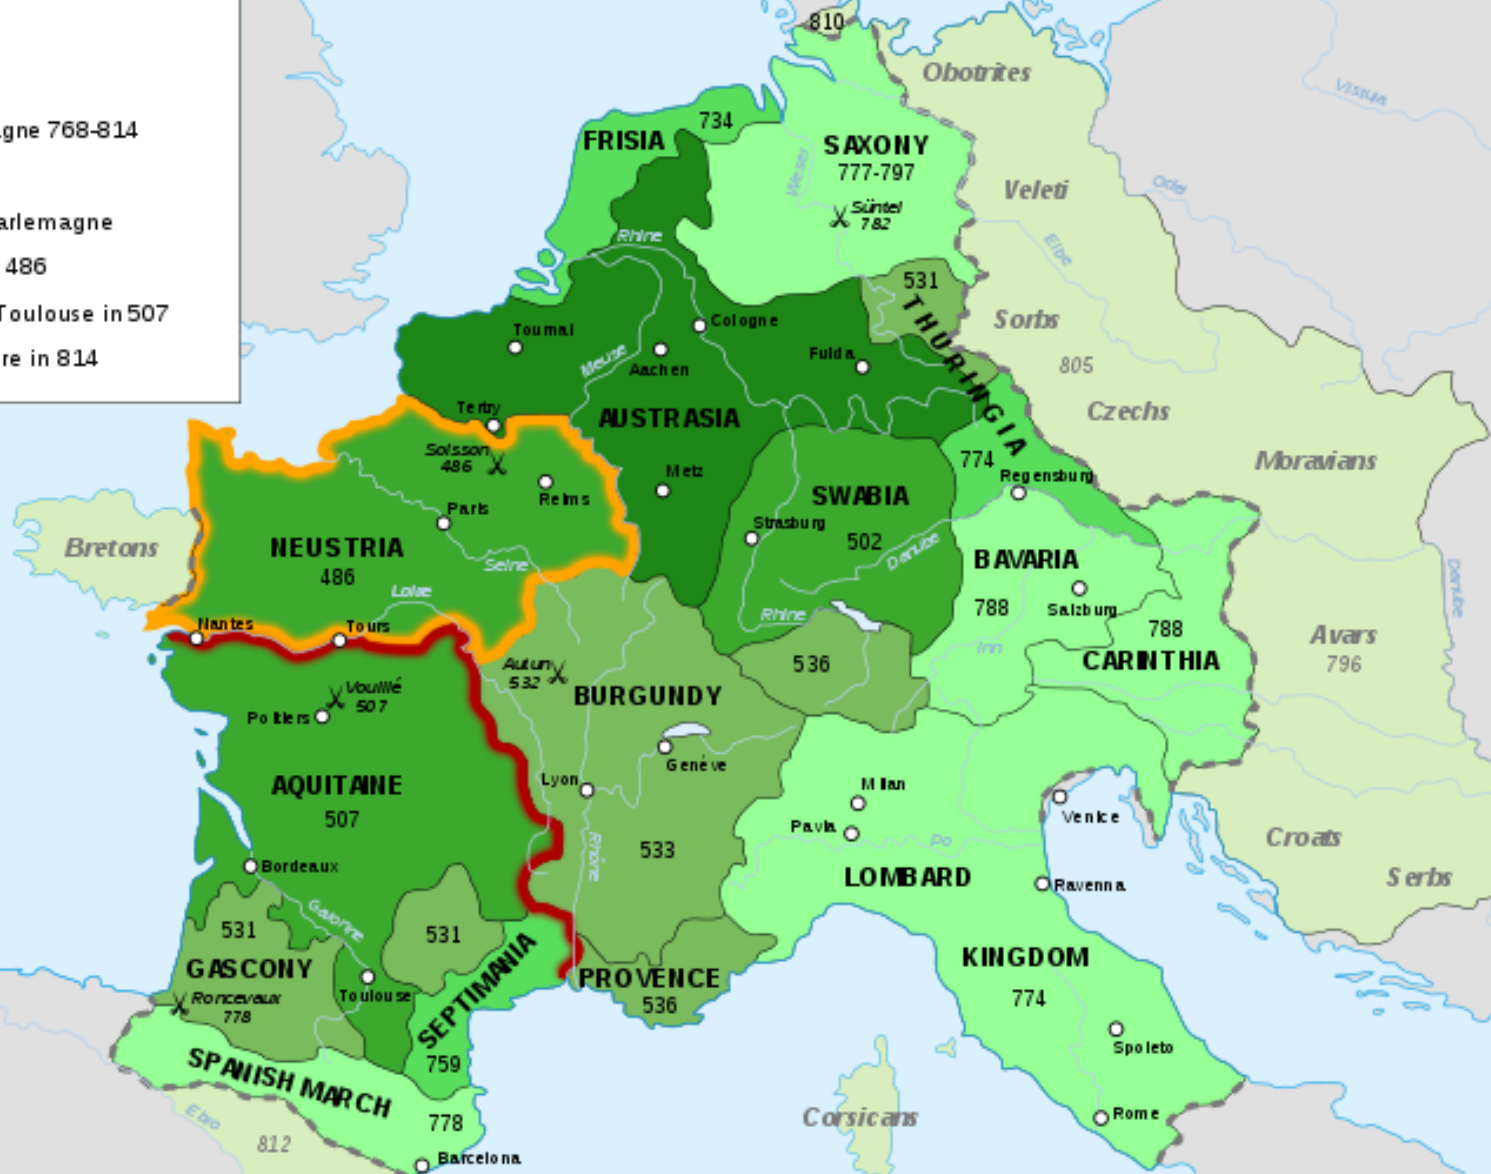 810
Obotrites
Vistula
agne 768-814
734
FRISIA
SAXONY
777-797
Weser
Veleti
Oder
Süntel
782
arlemagne
Rhine
Elbe
486
531
THURINGIA
Toulouse in 507
Tournai
Cologne
Sorbs
re in 814
Meuse
Aachen
Fulda
805
Tertry
AUSTRASIA
Czechs
Soisson
486
774
Moravians
Metz
Regensburg
Reims
SWABIA
Paris
Strasburg
502
Bretons
NEUSTRIA
486
Seine
Danube
BAVARIA
Danube
Loire
788
Salzburg
Nantes
Tours
Rhine
788
Avars
796
Inn
536
CARINTHIA
Autun
532
BURGUNDY
Vouillé
507
Poitiers
Genève
AQUITAINE
507
Lyon
Milan
Pavia
Venice
Po
Croats
Rhône
533
Bordeaux
LOMBARD
Ravenna
Serbs
Garonne
531
531
GASCONY
SEPTIMANIA
759
PROVENCE
536
KINGDOM
774
Toulouse
Roncevaux
778
Spoleto
SPANISH MARCH
778
Corsicans
Rome
Ebro
812
Barcelona